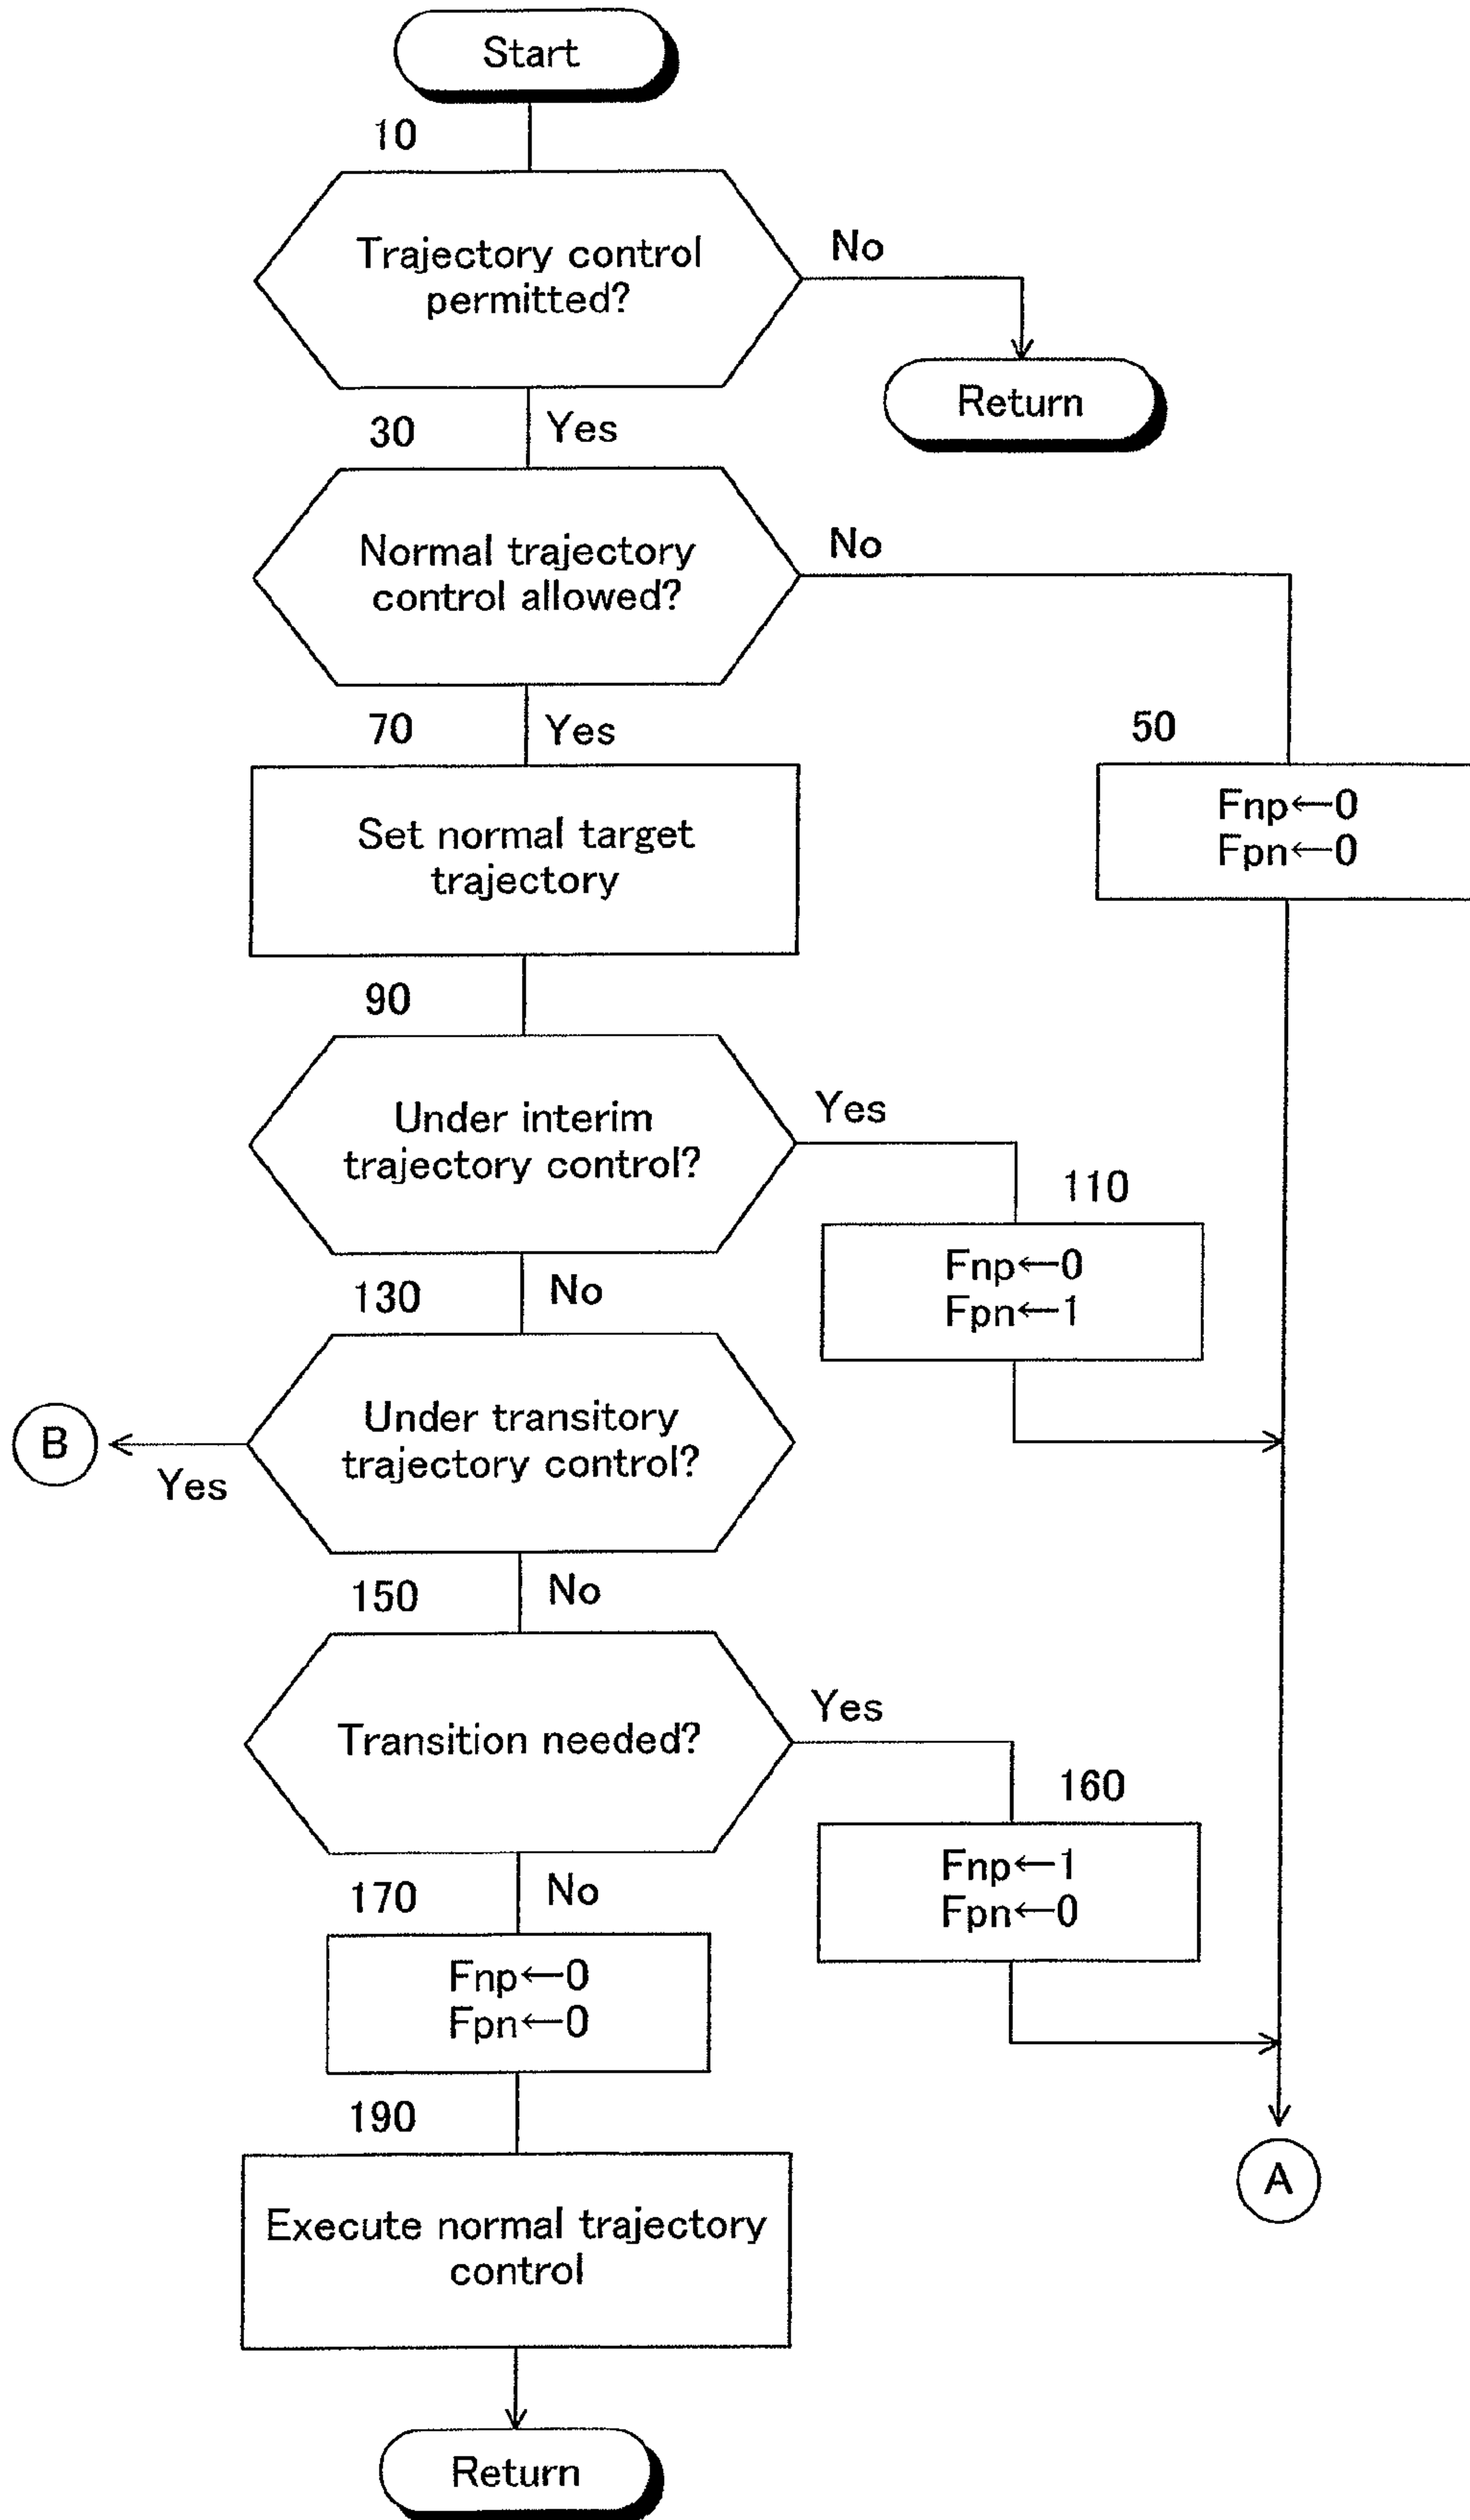 Start
10
Trajectory control
permitted?
No
Return
30
Yes
Normal trajectory
control allowed?
No
70
Yes
50
Set normal target
trajectory
Fnp←0
Fpn←0
90
Under interim
trajectory control?
Yes
110
Fnp←0
Fpn←1
130
No
Under transitory
trajectory control?
B
Yes
150
No
Transition needed?
Yes
160
Fnp←1
Fpn←0
170
No
Fnp←0
Fpn←0
190
A
Execute normal trajectory
control
Return